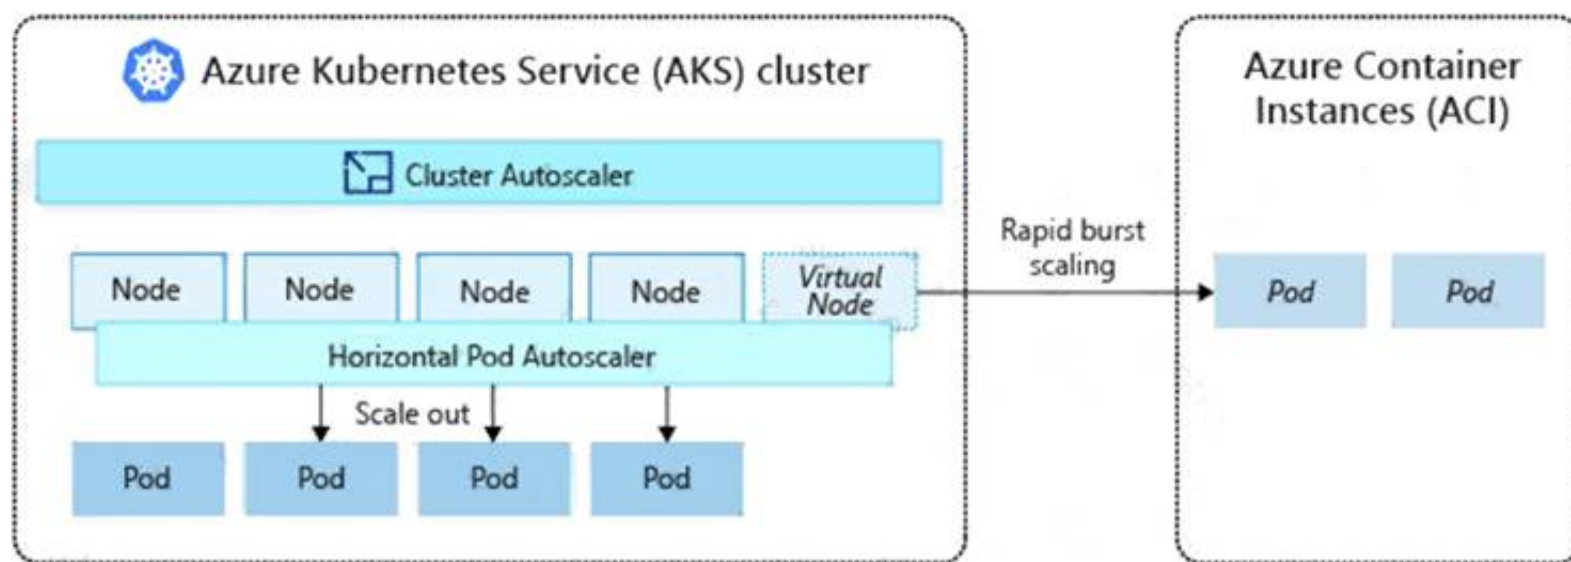 Azure Kubernetes Service (AKS) cluster
Cluster Autoscaler
Node
Node
Node
Node
Virtual
Node
Horizontal Pod Autoscaler
Scale out
Pod
Pod
Pod
Pod
Rapid burst
scaling
Azure Container
Instances (ACI)
Pod
Pod